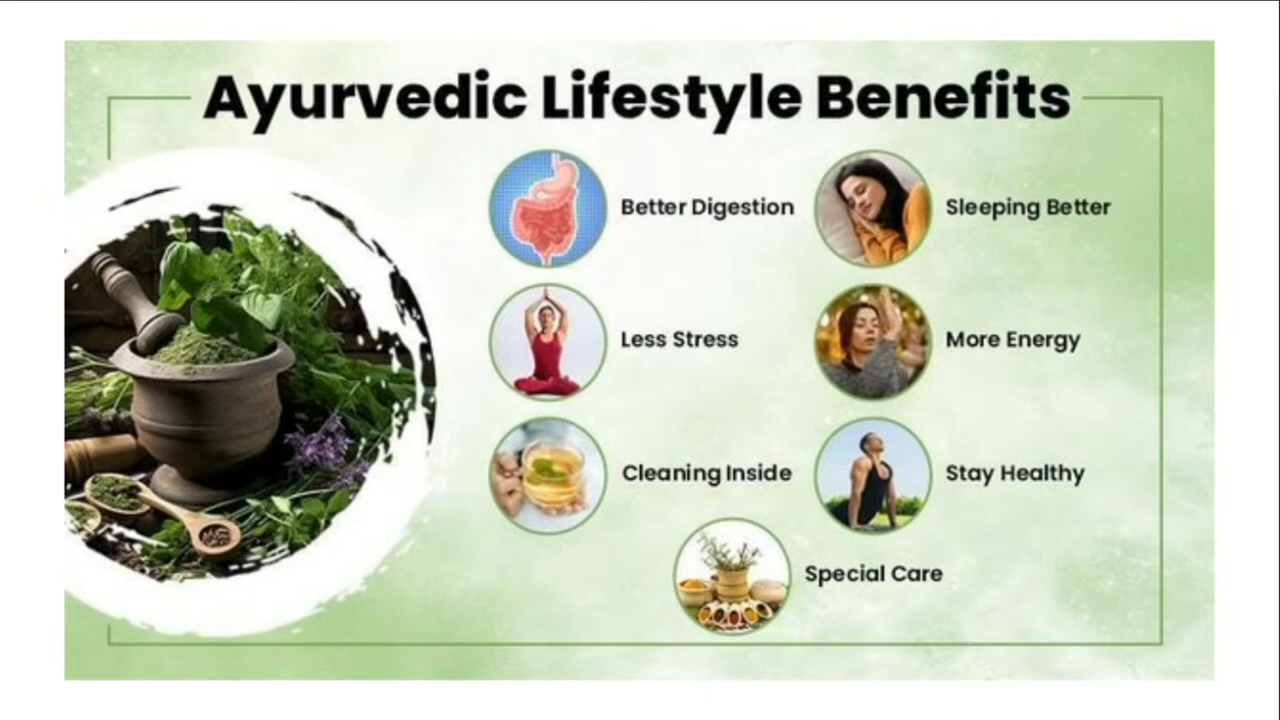 Ayurvedic Lifestyle Benefits
Better Digestion
Sleeping Better
Less Stress
More Energy
Cleaning Inside
Stay Healthy
Special Care